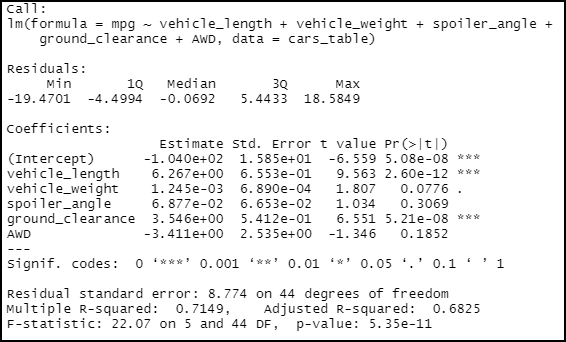 Call:
lm(formula = mpg ~ vehicle_length + vehicle_weight + spoiler_angle +
    ground_clearance + AWD, data = cars_table)

Residuals:
     Min       1Q   Median       3Q      Max
-19.4701  -4.4994  -0.0692   5.4433  18.5849

Coefficients:
                   Estimate Std. Error t value Pr(>|t|)
(Intercept)      -1.040e+02  1.585e+01  -6.559 5.08e-08 ***
vehicle_length    6.267e+00  6.553e-01   9.563 2.60e-12 ***
vehicle_weight    1.245e-03  6.890e-04   1.807   0.0776 .
spoiler_angle     6.877e-02  6.653e-02   1.034   0.3069
ground_clearance  3.546e+00  5.412e-01   6.551 5.21e-08 ***
AWD              -3.411e+00  2.535e+00  -1.346   0.1852
---
Signif. codes:  0 ‘***’ 0.001 ‘**’ 0.01 ‘*’ 0.05 ‘.’ 0.1 ‘ ’ 1

Residual standard error: 8.774 on 44 degrees of freedom
Multiple R-squared:  0.7149,    Adjusted R-squared:  0.6825
F-statistic: 22.07 on 5 and 44 DF,  p-value: 5.35e-11